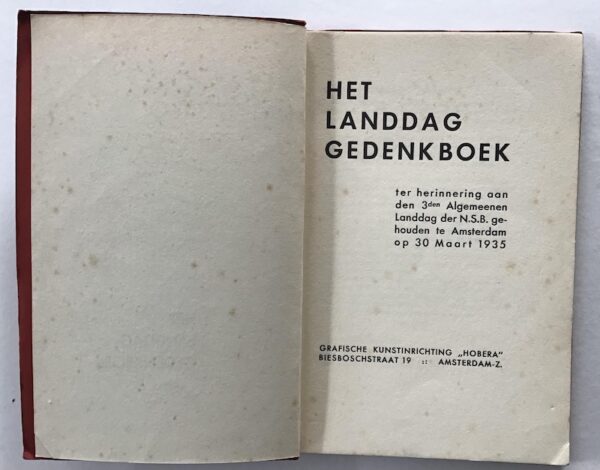 HET
LANDDAG
GEDENKBOEK
ter herinnering aan
den 3den Algemeenen
Landdag der N.S.B. ge-
houden te Amsterdam
op 30 Maart 1935
GRAFISCHE KUNSTINRICHTING „HOBERA"
BIESBOSCHSTRAAT 19 :: AMSTERDAM-Z.